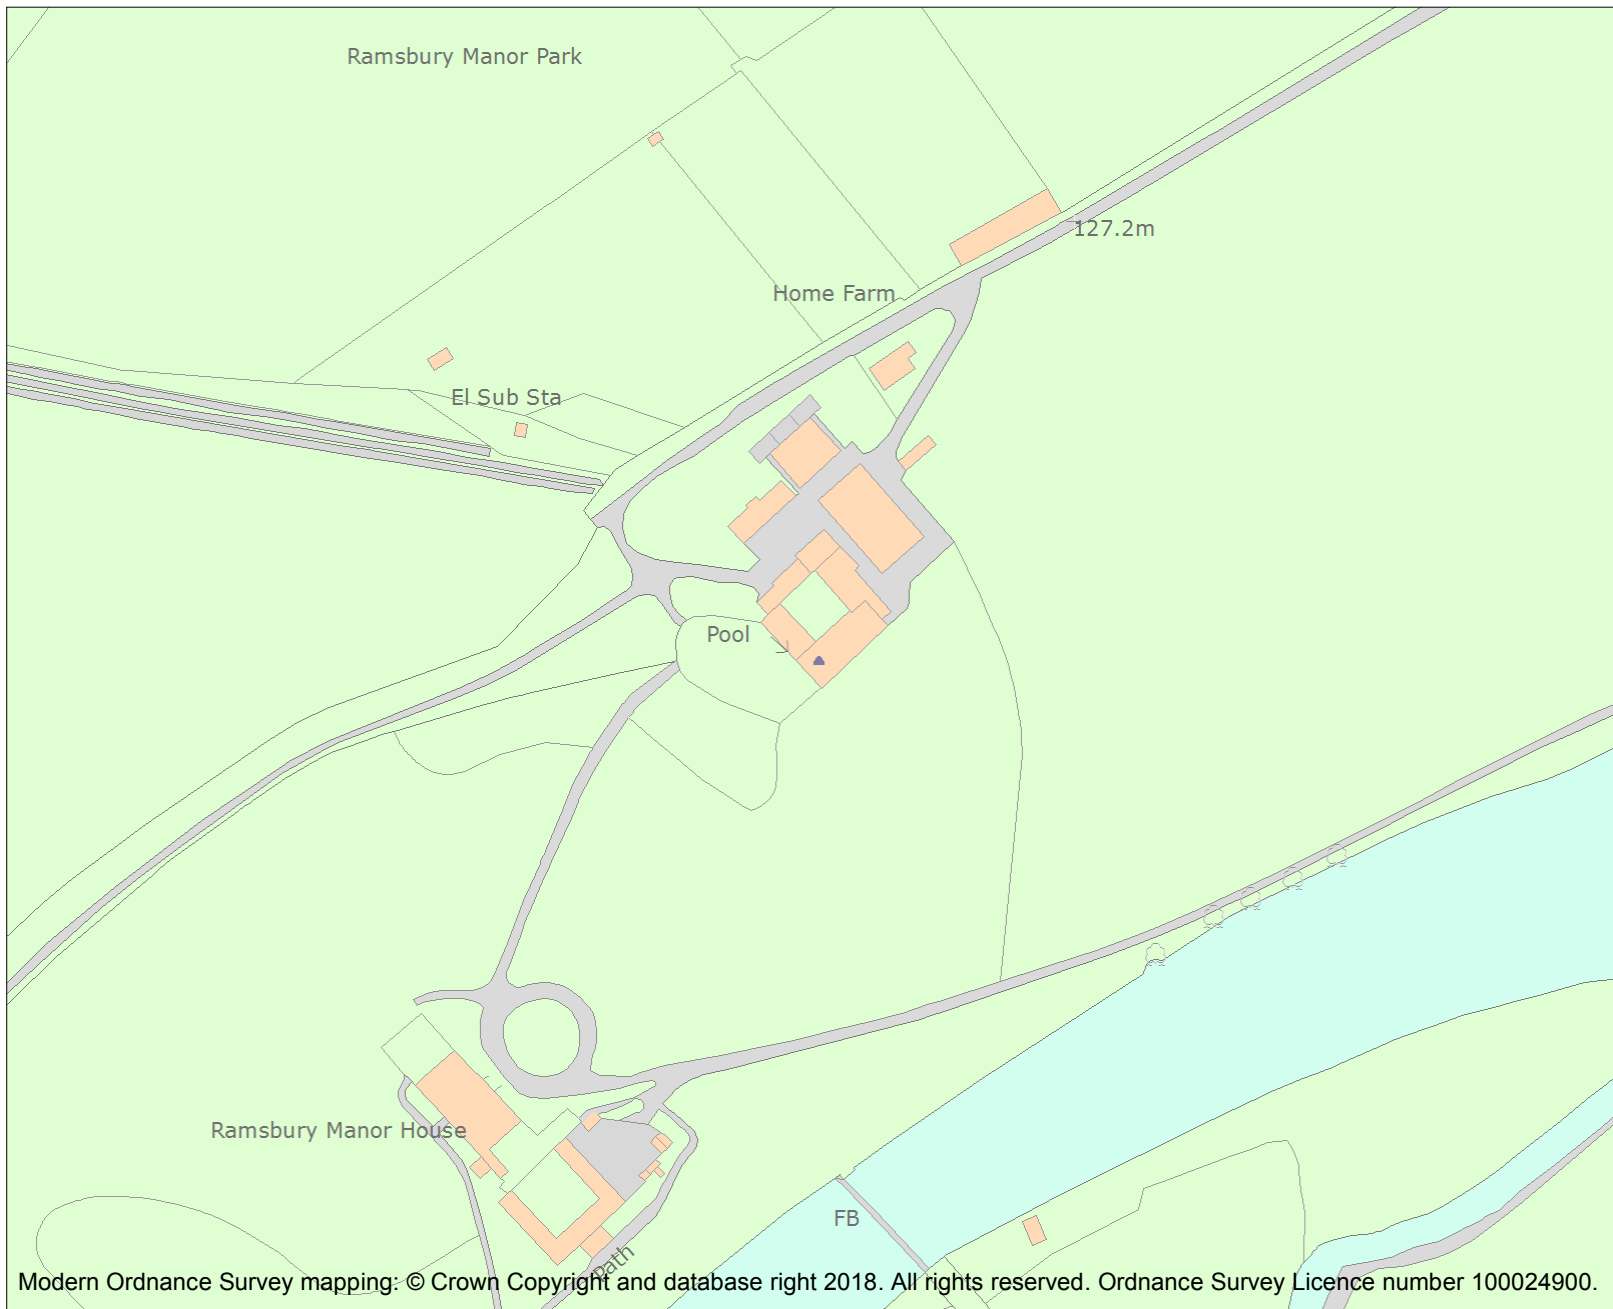 Ramsbury Manor Park
127.2m
Home Farm
El Sub Sta
Pool
Ramsbury Manor House
FB
Path
Modern Ordnance Survey mapping: © Crown Copyright and database right 2018. All rights reserved. Ordnance Survey Licence number 100024900.